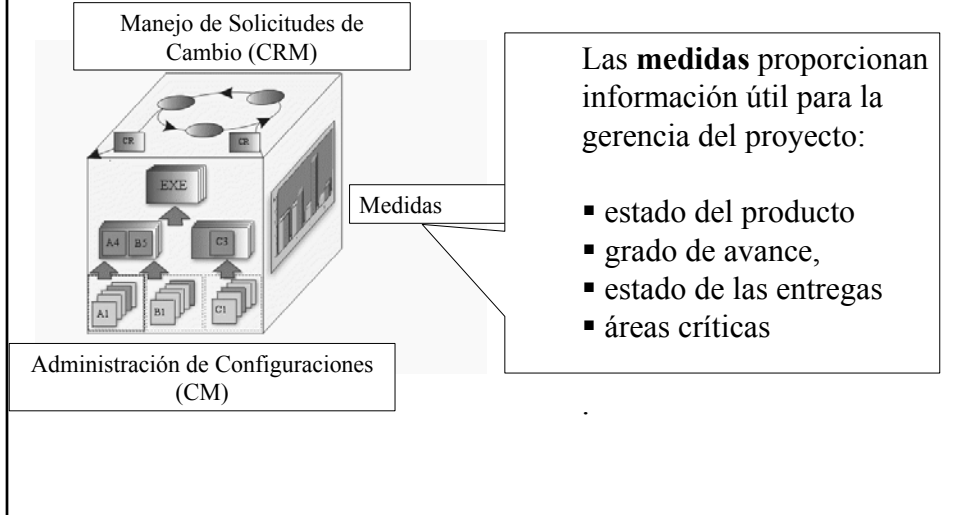 Manejo de Solicitudes de
Cambio (CRM)
CR
CR
EXE
A4
B5
C3
A1
B1
C1
Medidas
Administración de Configuraciones
(CM)
Las medidas proporcionan
información útil para la
gerencia del proyecto:
▪ estado del producto
▪ grado de avance,
▪ estado de las entregas
▪ áreas críticas
.